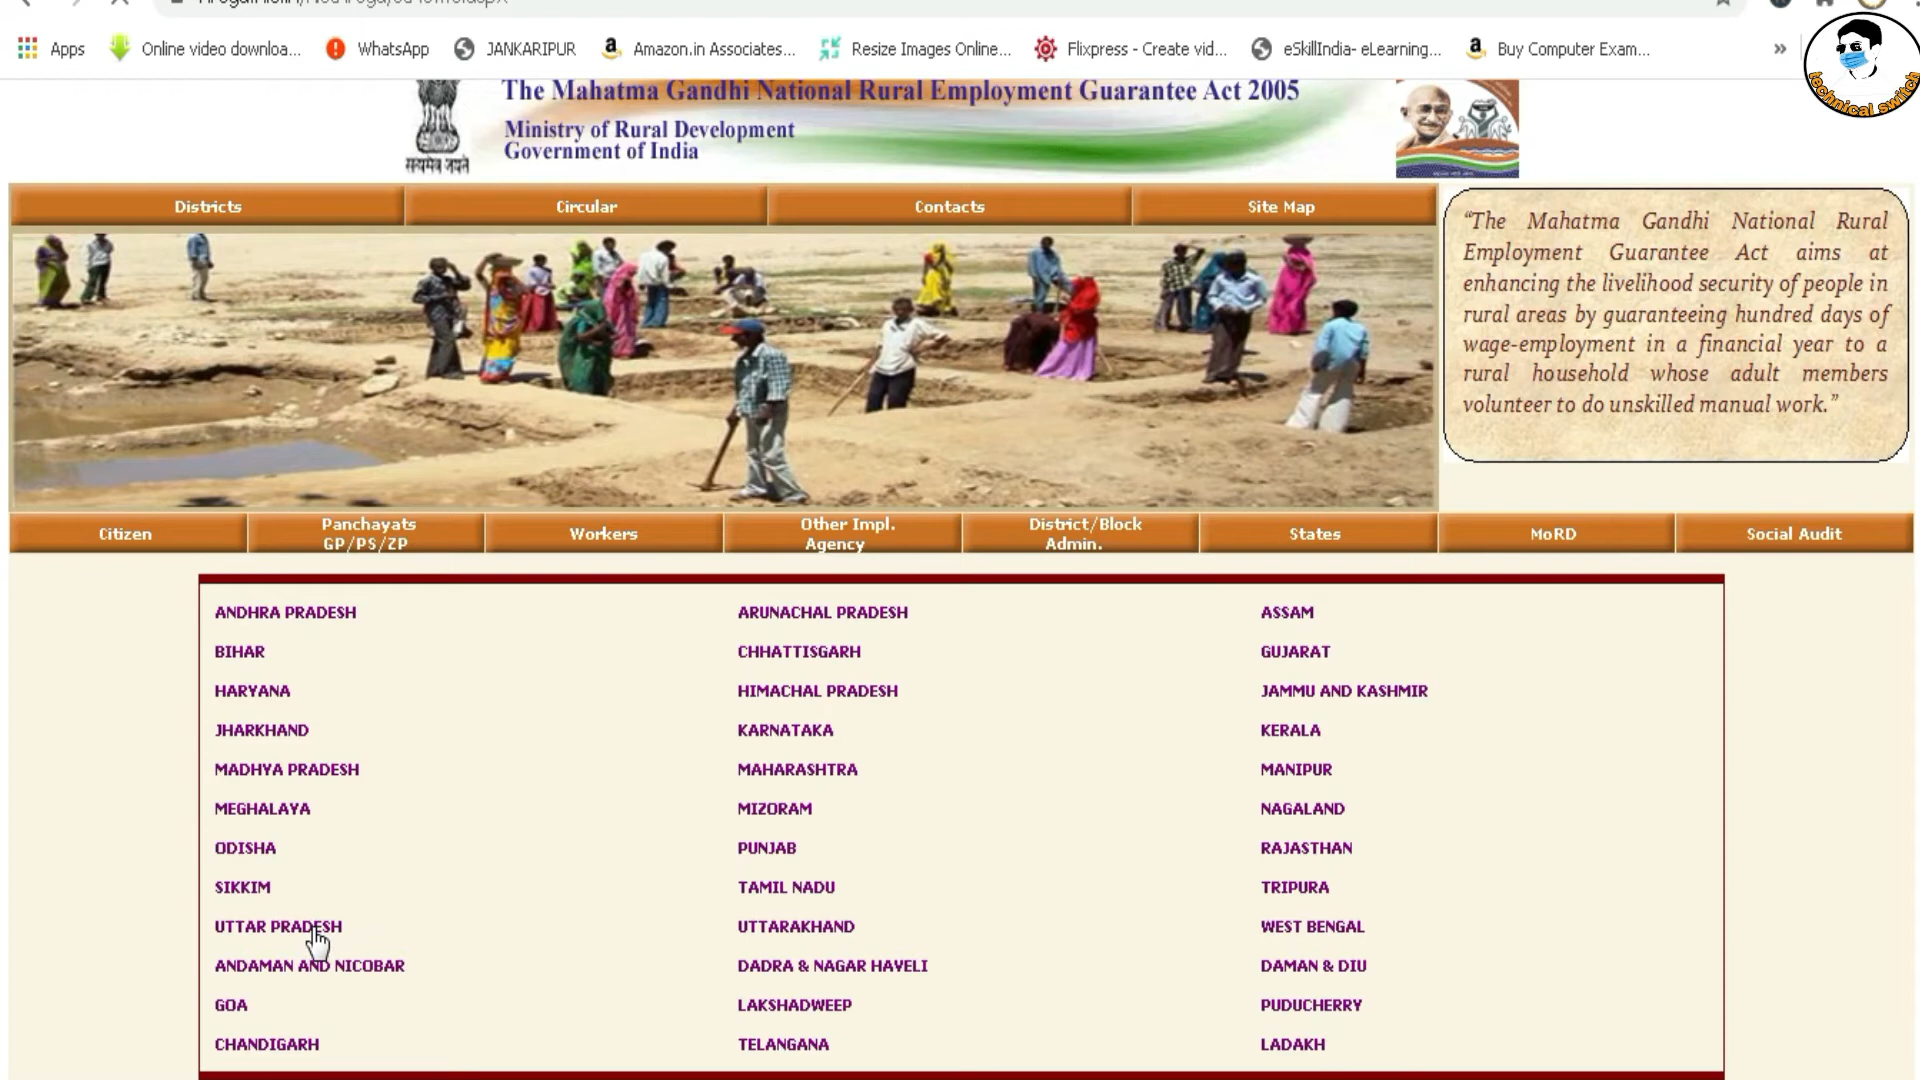 Apps
Online video downloa...
WhatsApp
JANKARIPUR
Amazon.in Associates...
Resize Images Online...
Flixpress - Create vid...
eSkillIndia- eLearning...
Buy Computer Exam...
»
technical switch
The Mahatma Gandhi National Rural Employment Guarantee Act 2005
Ministry of Rural Development
Government of India
सत्यमेव जयते
Districts
Circular
Contacts
Site Map
“The Mahatma Gandhi National Rural
Employment Guarantee Act aims at
enhancing the livelihood security of people in
rural areas by guaranteeing hundred days of
wage-employment in a financial year to a
rural household whose adult members
volunteer to do unskilled manual work.”
Citizen
Panchayats
GP/PS/ZP
Workers
Other Impl.
Agency
District/Block
Admin.
States
MoRD
Social Audit
ANDHRA PRADESH
ARUNACHAL PRADESH
ASSAM
BIHAR
CHHATTISGARH
GUJARAT
HARYANA
HIMACHAL PRADESH
JAMMU AND KASHMIR
JHARKHAND
KARNATAKA
KERALA
MADHYA PRADESH
MAHARASHTRA
MANIPUR
MEGHALAYA
MIZORAM
NAGALAND
ODISHA
PUNJAB
RAJASTHAN
SIKKIM
TAMIL NADU
TRIPURA
UTTAR PRADESH
UTTARAKHAND
WEST BENGAL
ANDAMAN AND NICOBAR
DADRA & NAGAR HAVELI
DAMAN & DIU
GOA
LAKSHADWEEP
PUDUCHERRY
CHANDIGARH
TELANGANA
LADAKH